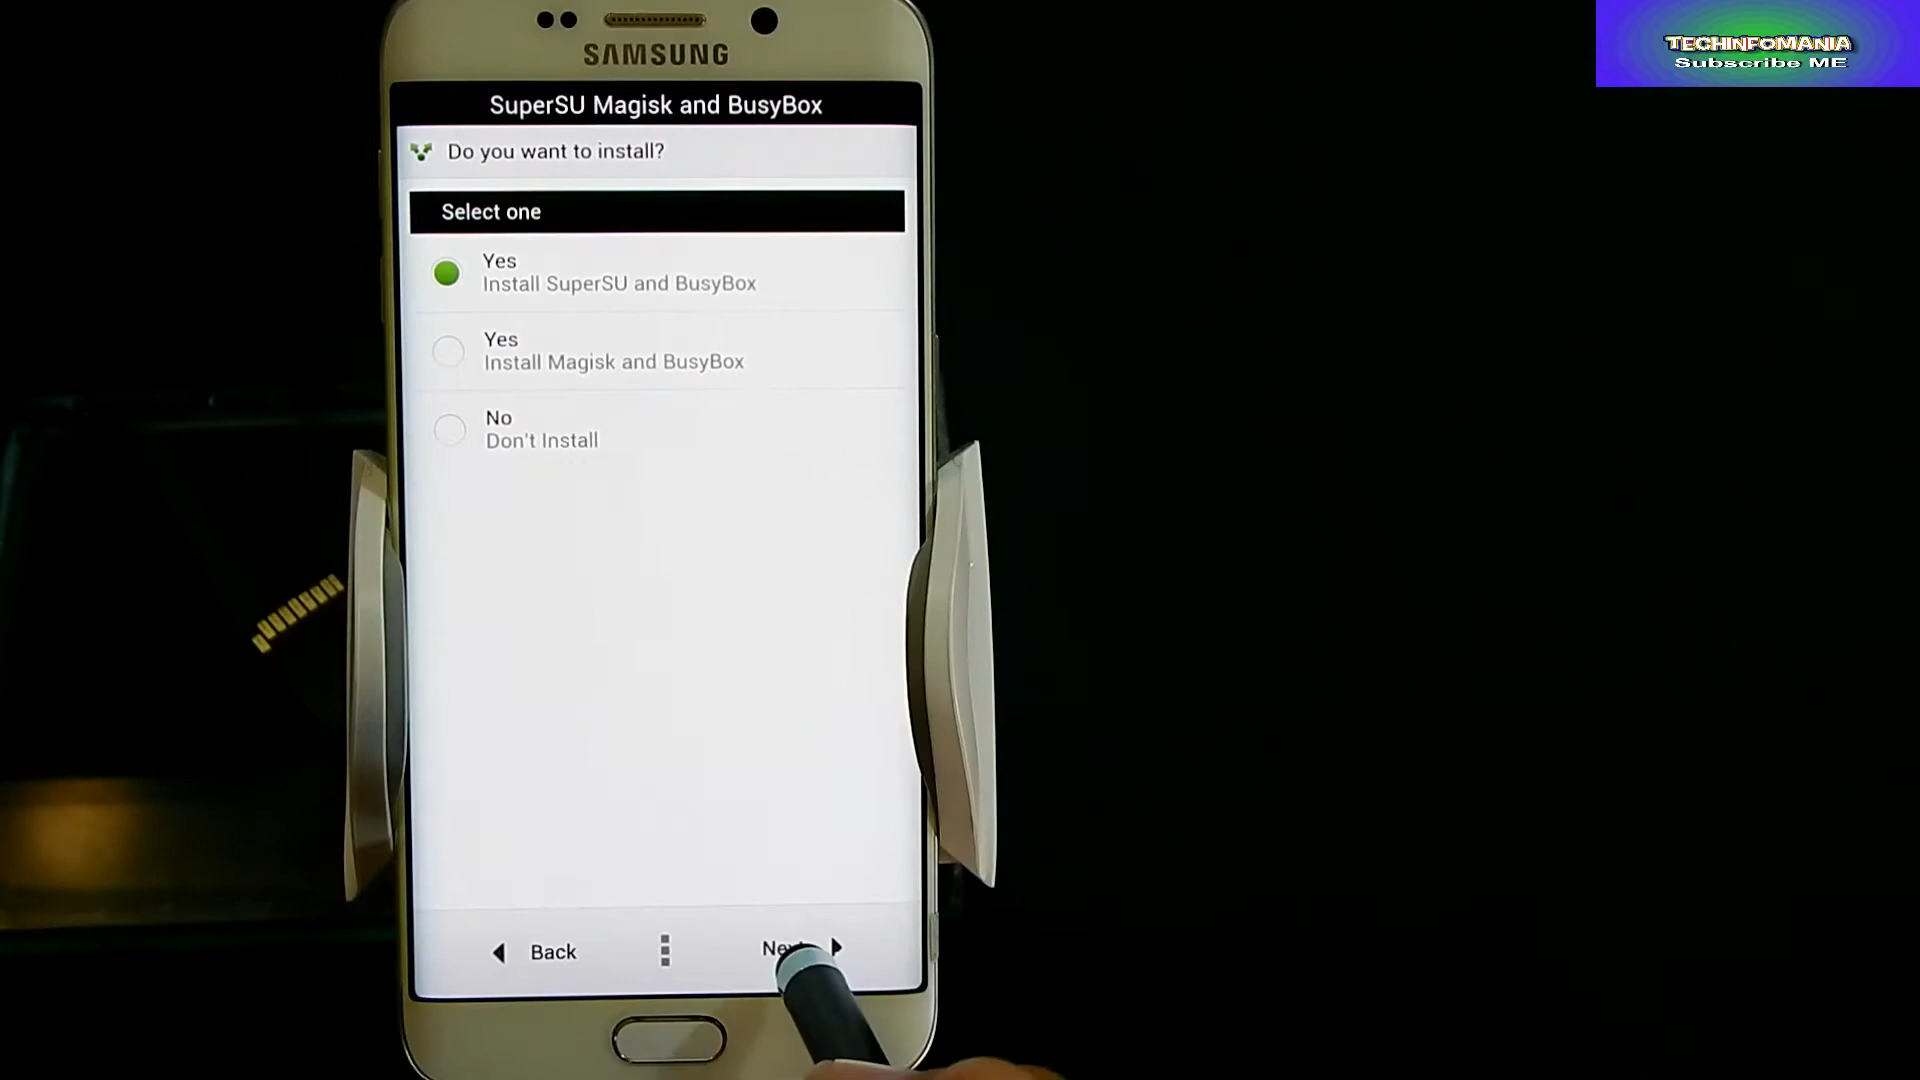 TECHINFOMANIA
Subscribe ME
SAMSUNG
SuperSU Magisk and BusyBox
Do you want to install?
Select one
Yes
Install SuperSU and BusyBox
Yes
Install Magisk and BusyBox
No
Don't Install
Back